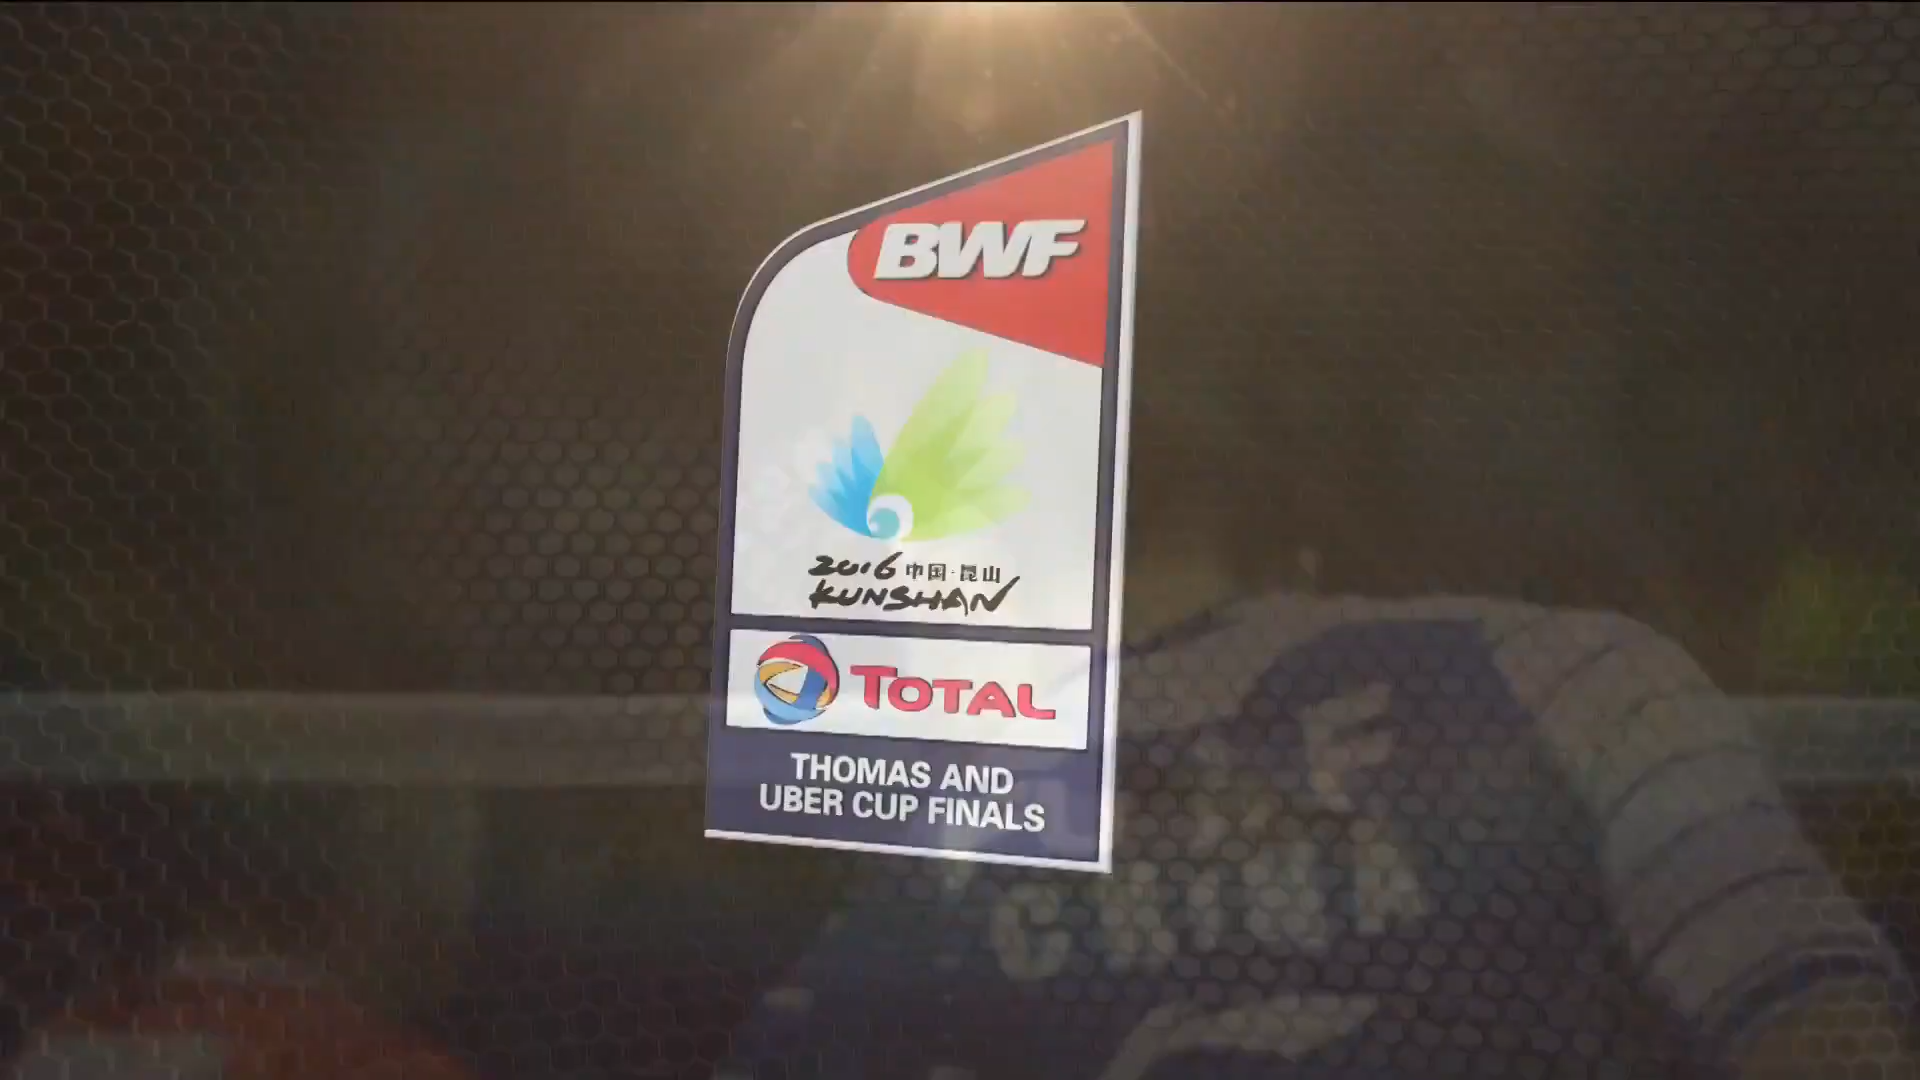 BWF
2016 中国·昆山
KUNSHAN
TOTAL
THOMAS AND
UBER CUP FINALS